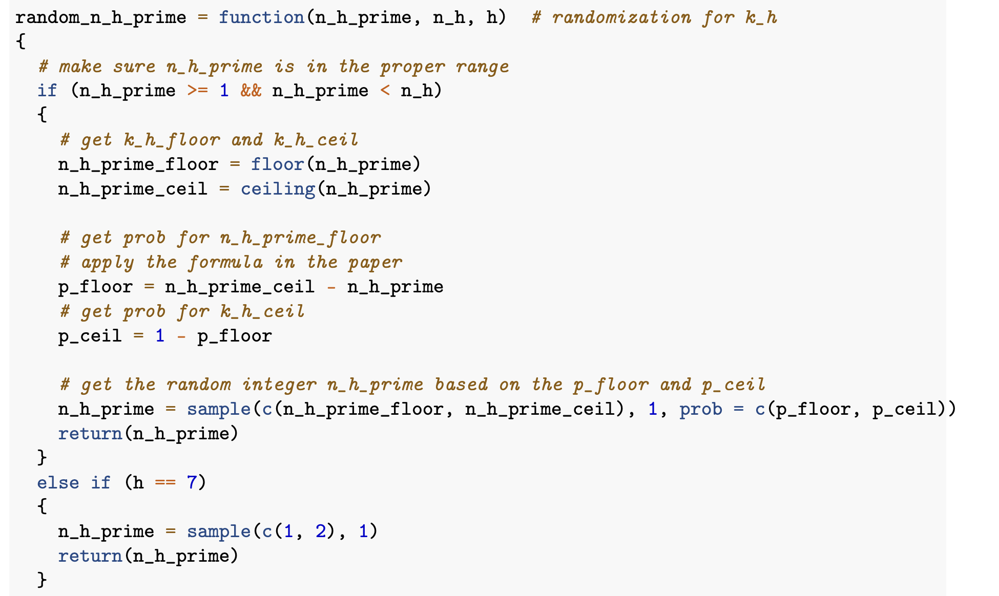 random_n_h_prime = function(n_h_prime, n_h, h)  # randomization for k_h
{
  # make sure n_h_prime is in the proper range
  if (n_h_prime >= 1 && n_h_prime < n_h)
  {
    # get k_h_floor and k_h_ceil
    n_h_prime_floor = floor(n_h_prime)
    n_h_prime_ceil = ceiling(n_h_prime)

    # get prob for n_h_prime_floor
    # apply the formula in the paper
    p_floor = n_h_prime_ceil - n_h_prime
    # get prob for k_h_ceil
    p_ceil = 1 - p_floor

    # get the random integer n_h_prime based on the p_floor and p_ceil
    n_h_prime = sample(c(n_h_prime_floor, n_h_prime_ceil), 1, prob = c(p_floor, p_ceil))
    return(n_h_prime)
  }
  else if (h == 7)
  {
    n_h_prime = sample(c(1, 2), 1)
    return(n_h_prime)
  }